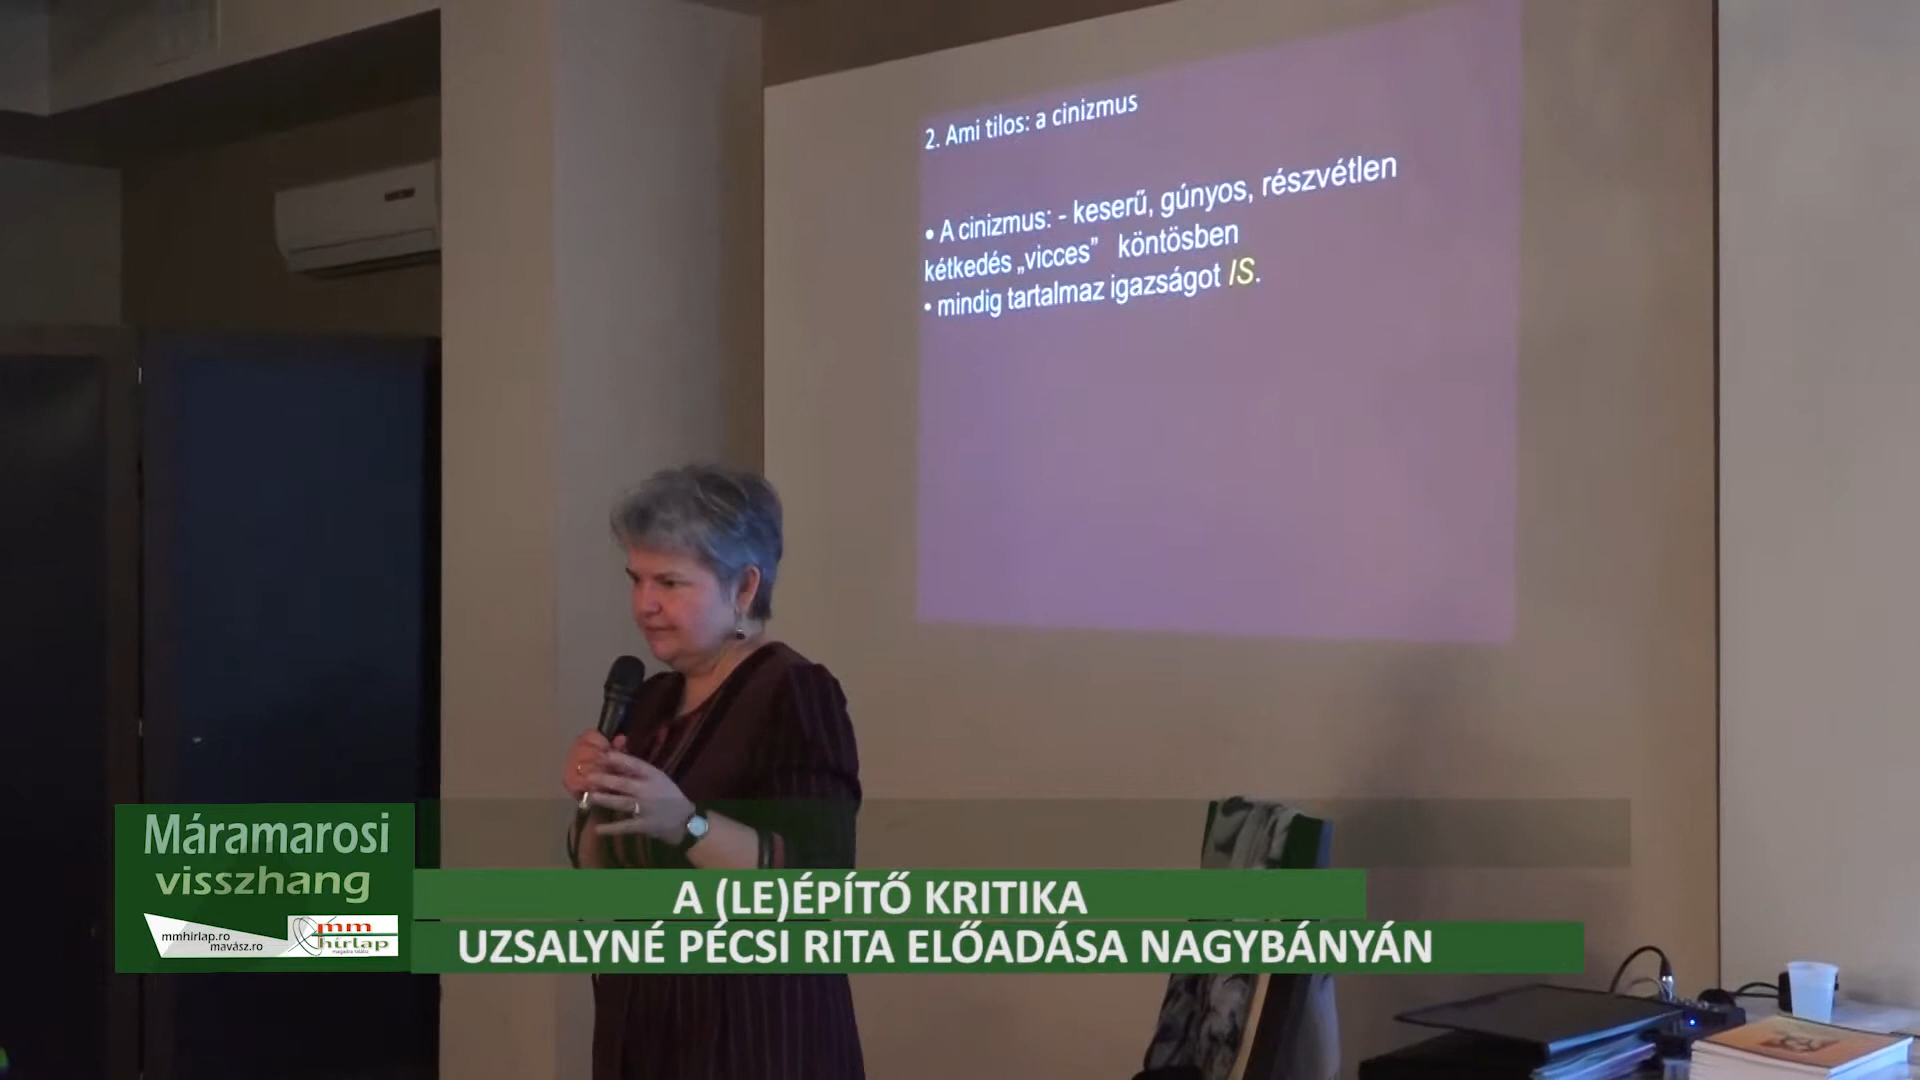 2. Ami tilos: a cinizmus
• A cinizmus: - keserű, gúnyos, részvétlen
kétkedés „vicces” köntösben
• mindig tartalmaz igazságot IS.
Máramarosi
visszhang
mmhirlap.ro
mavász.ro
mm
hírlap
A (LE)ÉPÍTŐ KRITIKA
UZSALYNÉ PÉCSI RITA ELŐADÁSA NAGYBÁNYÁN